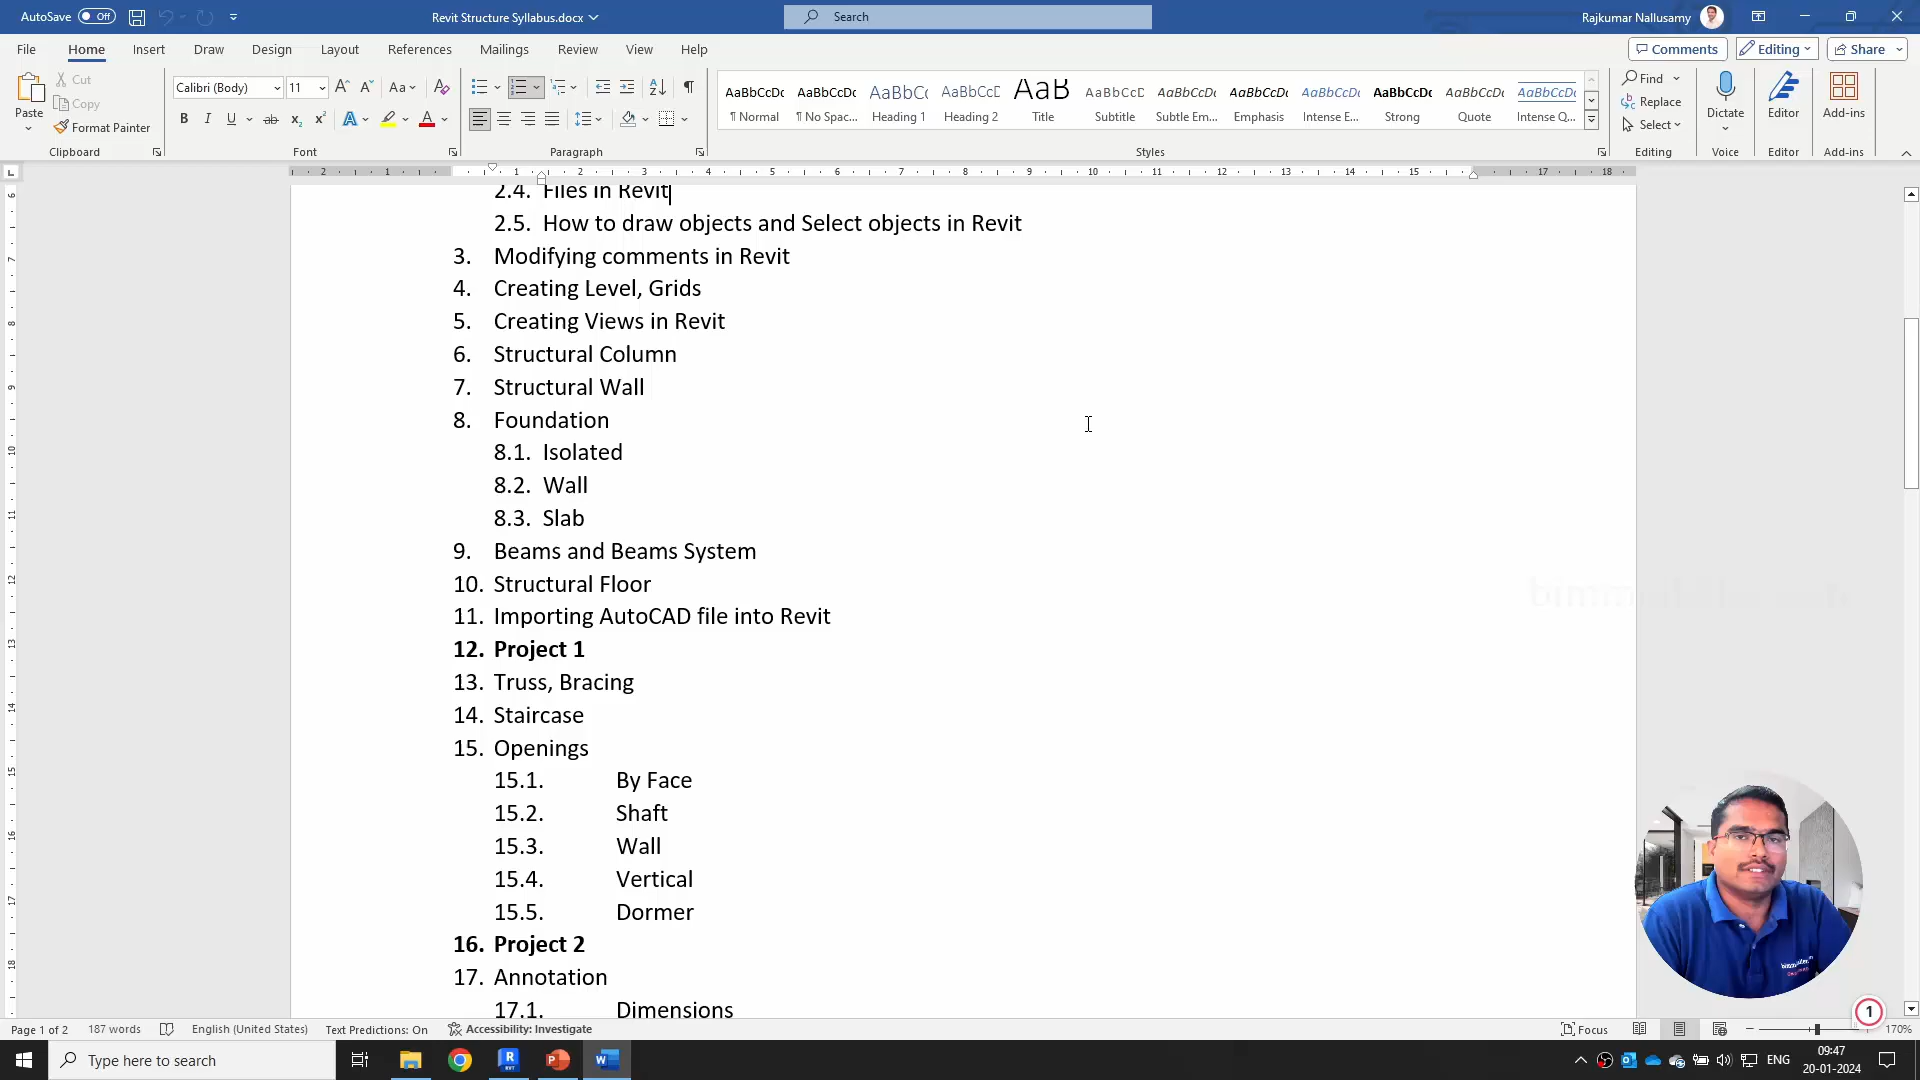 AutoSave Off Revit Structure Syllabus.docx Search Rajkumar Nallusamy
File Home Insert Draw Design Layout References Mailings Review View Help Comments Editing Share
Paste Cut Copy Format Painter Clipboard
Calibri (Body) 11 Font
Paragraph
AaBbCcDc AaBbCcDc AaBbCc AaBbCcD AaB AaBbCcD AaBbCcDc AaBbCcDc AaBbCcDc AaBbCcDc AaBbCcDc AaBbCcDc
¶ Normal ¶ No Spac... Heading 1 Heading 2 Title Subtitle Subtle Em... Emphasis Intense E... Strong Quote Intense Q...
Styles
Find Replace Select Editing
Dictate Voice
Editor Editor
Add-ins Add-ins
2.4. Files in Revit
2.5. How to draw objects and Select objects in Revit
3. Modifying comments in Revit
4. Creating Level, Grids
5. Creating Views in Revit
6. Structural Column
7. Structural Wall
8. Foundation
8.1. Isolated
8.2. Wall
8.3. Slab
9. Beams and Beams System
10. Structural Floor
11. Importing AutoCAD file into Revit
12. Project 1
13. Truss, Bracing
14. Staircase
15. Openings
15.1. By Face
15.2. Shaft
15.3. Wall
15.4. Vertical
15.5. Dormer
16. Project 2
17. Annotation
17.1. Dimensions
1
Page 1 of 2 187 words English (United States) Text Predictions: On Accessibility: Investigate Focus 170%
Type here to search ENG 09:47
20-01-2024